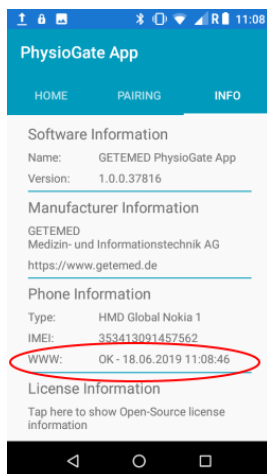 11:08
PhysioGate App
HOME PAIRING INFO
Software Information
Name: GETEMED PhysioGate App
Version: 1.0.0.37816
Manufacturer Information
GETEMED
Medizin- und Informationstechnik AG
https://www.getemed.de
Phone Information
Type: HMD Global Nokia 1
IMEI: 353413091457562
WWW: OK - 18.06.2019 11:08:46
License Information
Tap here to show Open-Source license
information